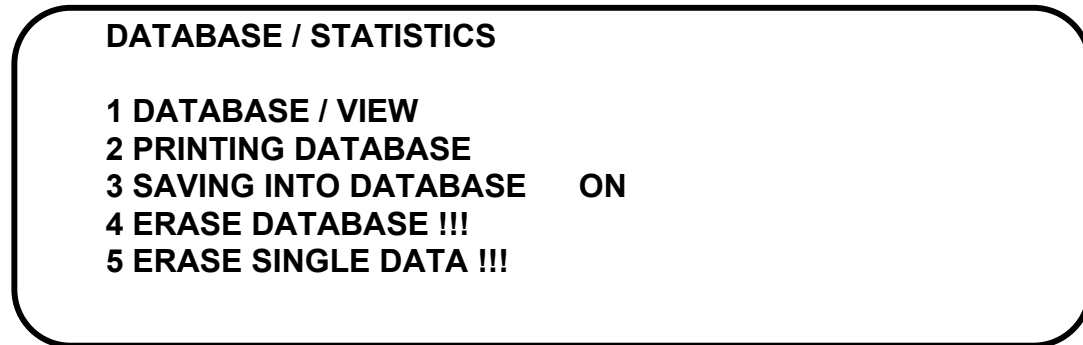 DATABASE / STATISTICS
1 DATABASE / VIEW
2 PRINTING DATABASE
3 SAVING INTO DATABASE ON
4 ERASE DATABASE !!!
5 ERASE SINGLE DATA !!!